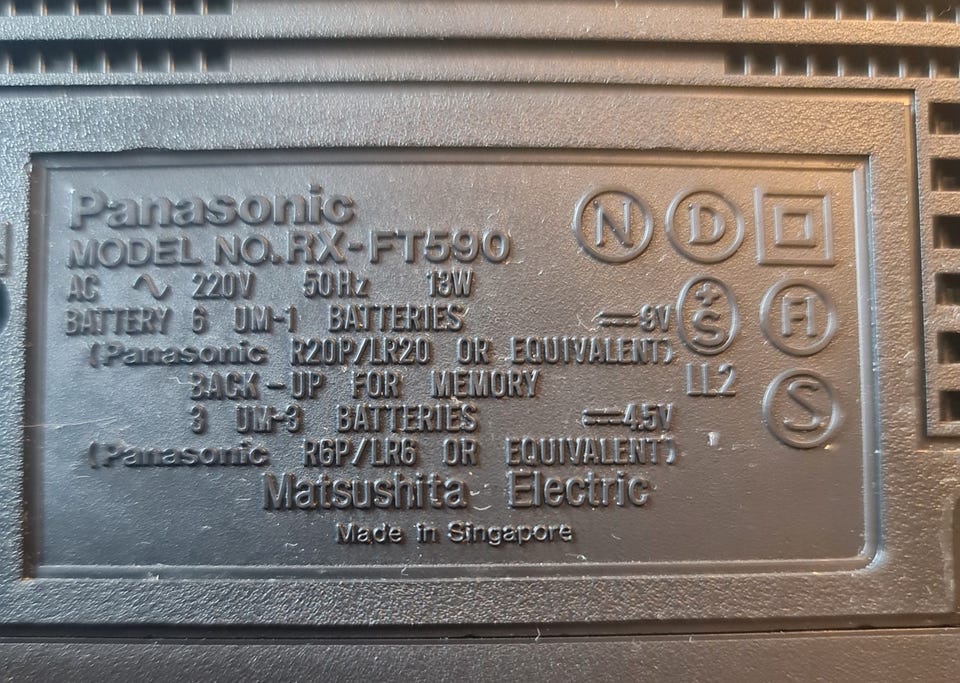 Panasonic
MODEL NO. RX-FT590
AC ∿ 220V 50Hz 13W
BATTERY 6 UM-1 BATTERIES ⎓9V
(Panasonic R20P/LR20 OR EQUIVALENT)
BACK-UP FOR MEMORY
3 UM-3 BATTERIES ⎓4.5V
(Panasonic R6P/LR6 OR EQUIVALENT)
Matsushita Electric
Made in Singapore
N D
+S
LL2
S